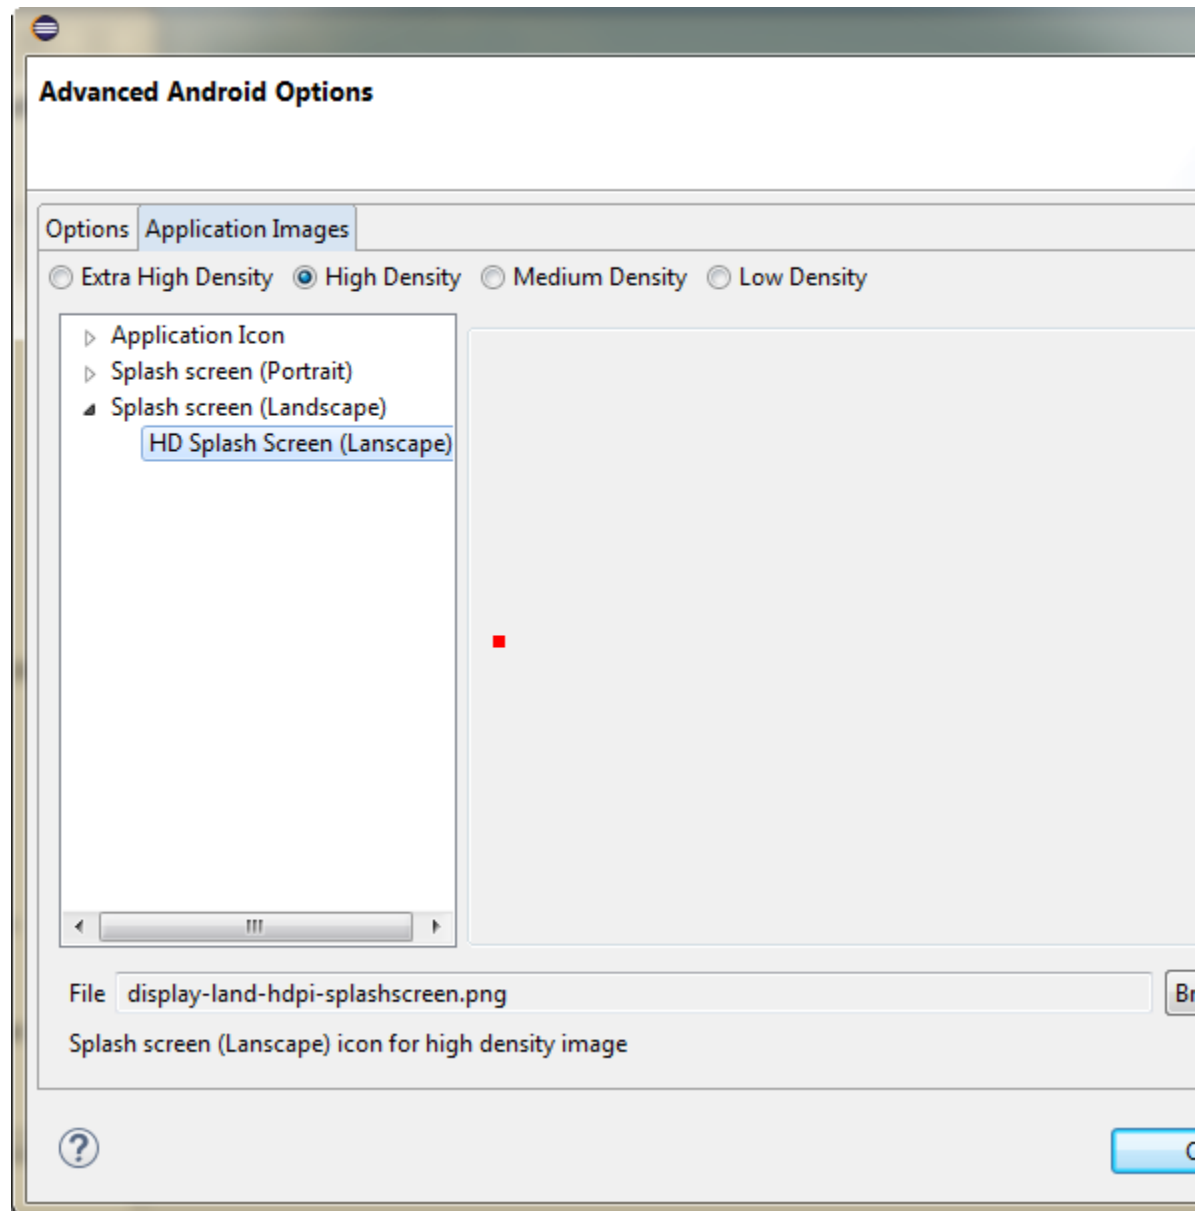 Advanced Android Options
Options Application Images
Extra High Density High Density Medium Density Low Density
Application Icon
Splash screen (Portrait)
Splash screen (Landscape)
HD Splash Screen (Lanscape)
File display-land-hdpi-splashscreen.png
Splash screen (Lanscape) icon for high density image